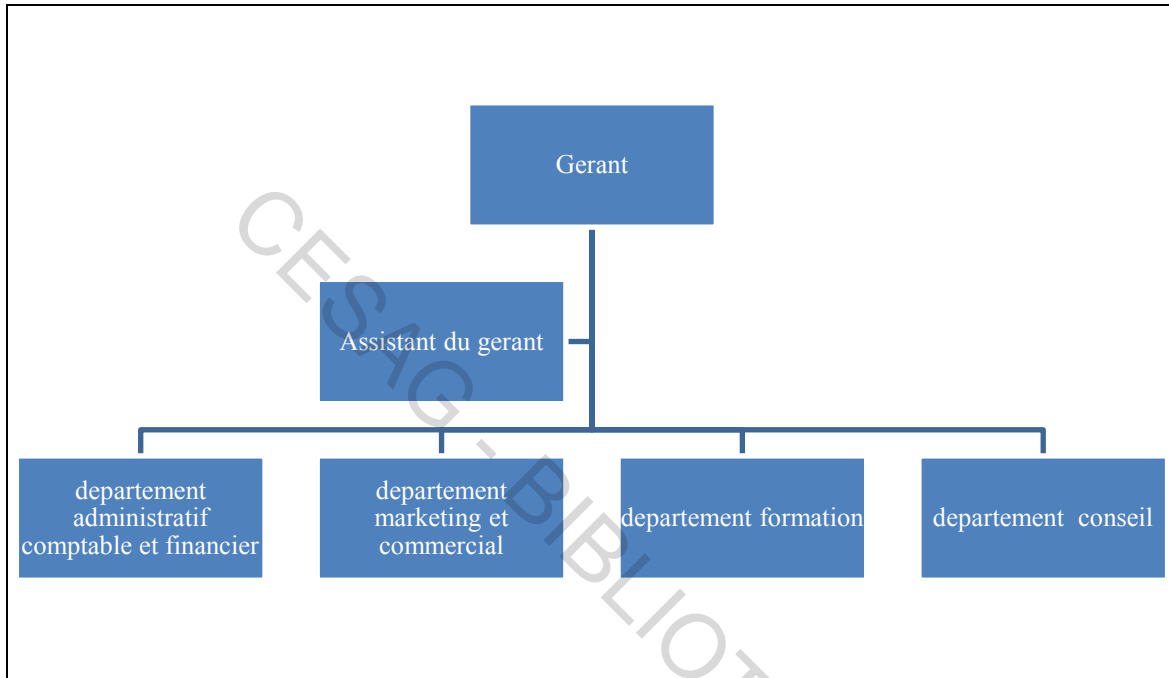 Gerant
Assistant du gerant
departement
administratif
comptable et financier
departement
marketing et
commercial
departement formation
departement conseil
CESAG - BIBLIOT